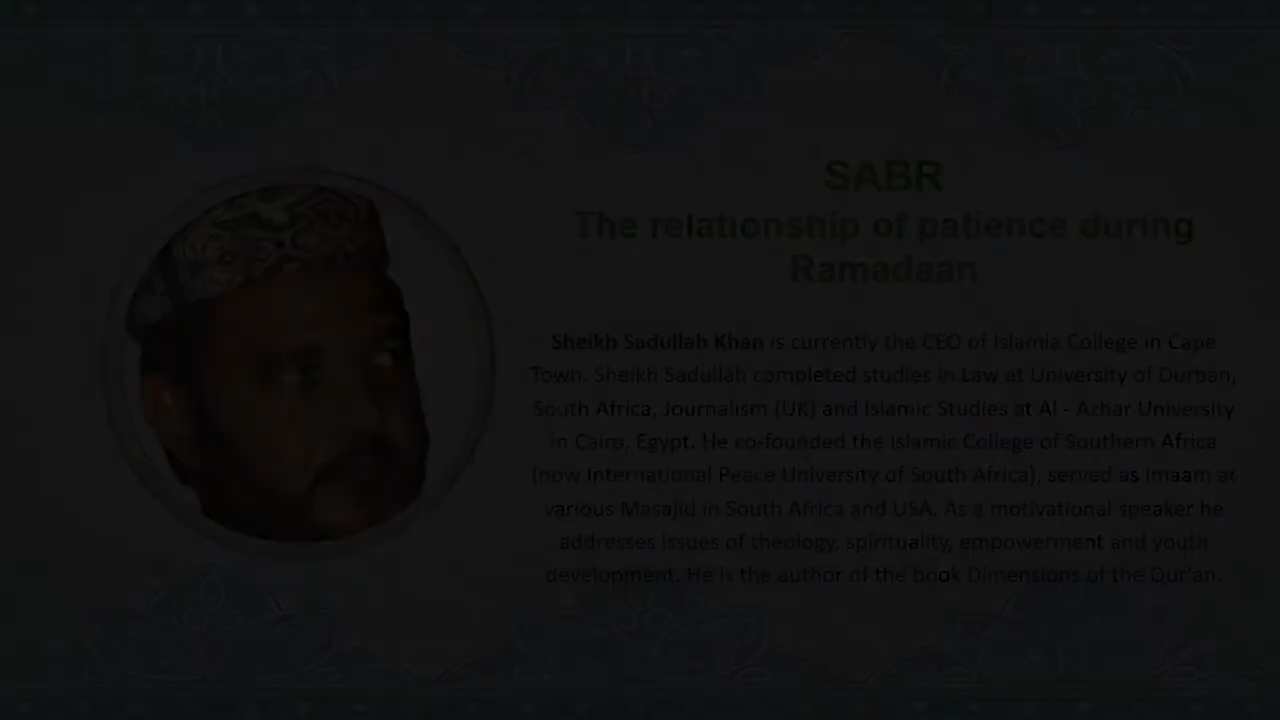 SABR
The relationship of patience during
Ramadaan
Sheikh Sadullah Khan is currently the CEO of Islamia College in Cape
Town. Sheikh Sadullah completed studies in Law at University of Durban,
South Africa, Journalism (UK) and Islamic Studies at Al - Azhar University
in Cairo, Egypt. He co-founded the Islamic College of Southern Africa
(now International Peace University of South Africa), served as Imaam at
various Masajid in South Africa and USA. As a motivational speaker he
addresses issues of theology, spirituality, empowerment and youth
development. He is the author of the book Dimensions of the Qur'an.